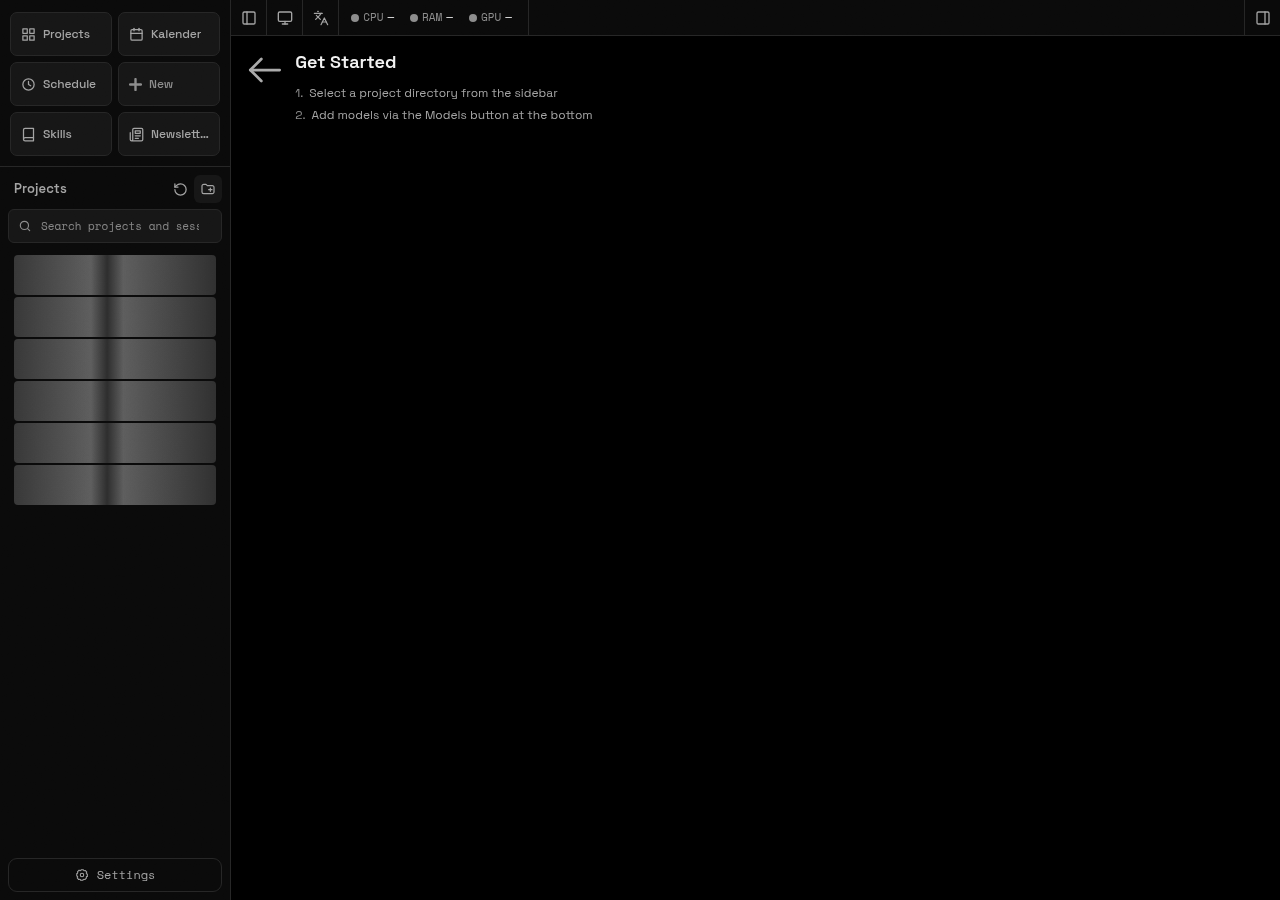 Projects
Kalender
Schedule
New
Skills
Newslett...
Projects
Search projects and sess
Settings
CPU —
RAM —
GPU —
Get Started
1. Select a project directory from the sidebar
2. Add models via the Models button at the bottom